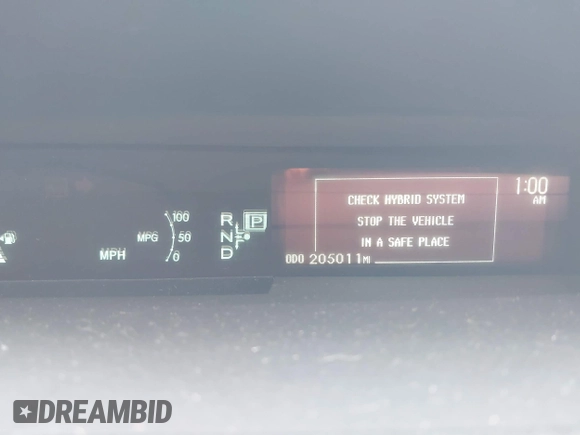 100
MPG 50
0
MPH
R P
N
D
1:00
AM
CHECK HYBRID SYSTEM
STOP THE VEHICLE
IN A SAFE PLACE
ODO 205011 MI
DREAMBID